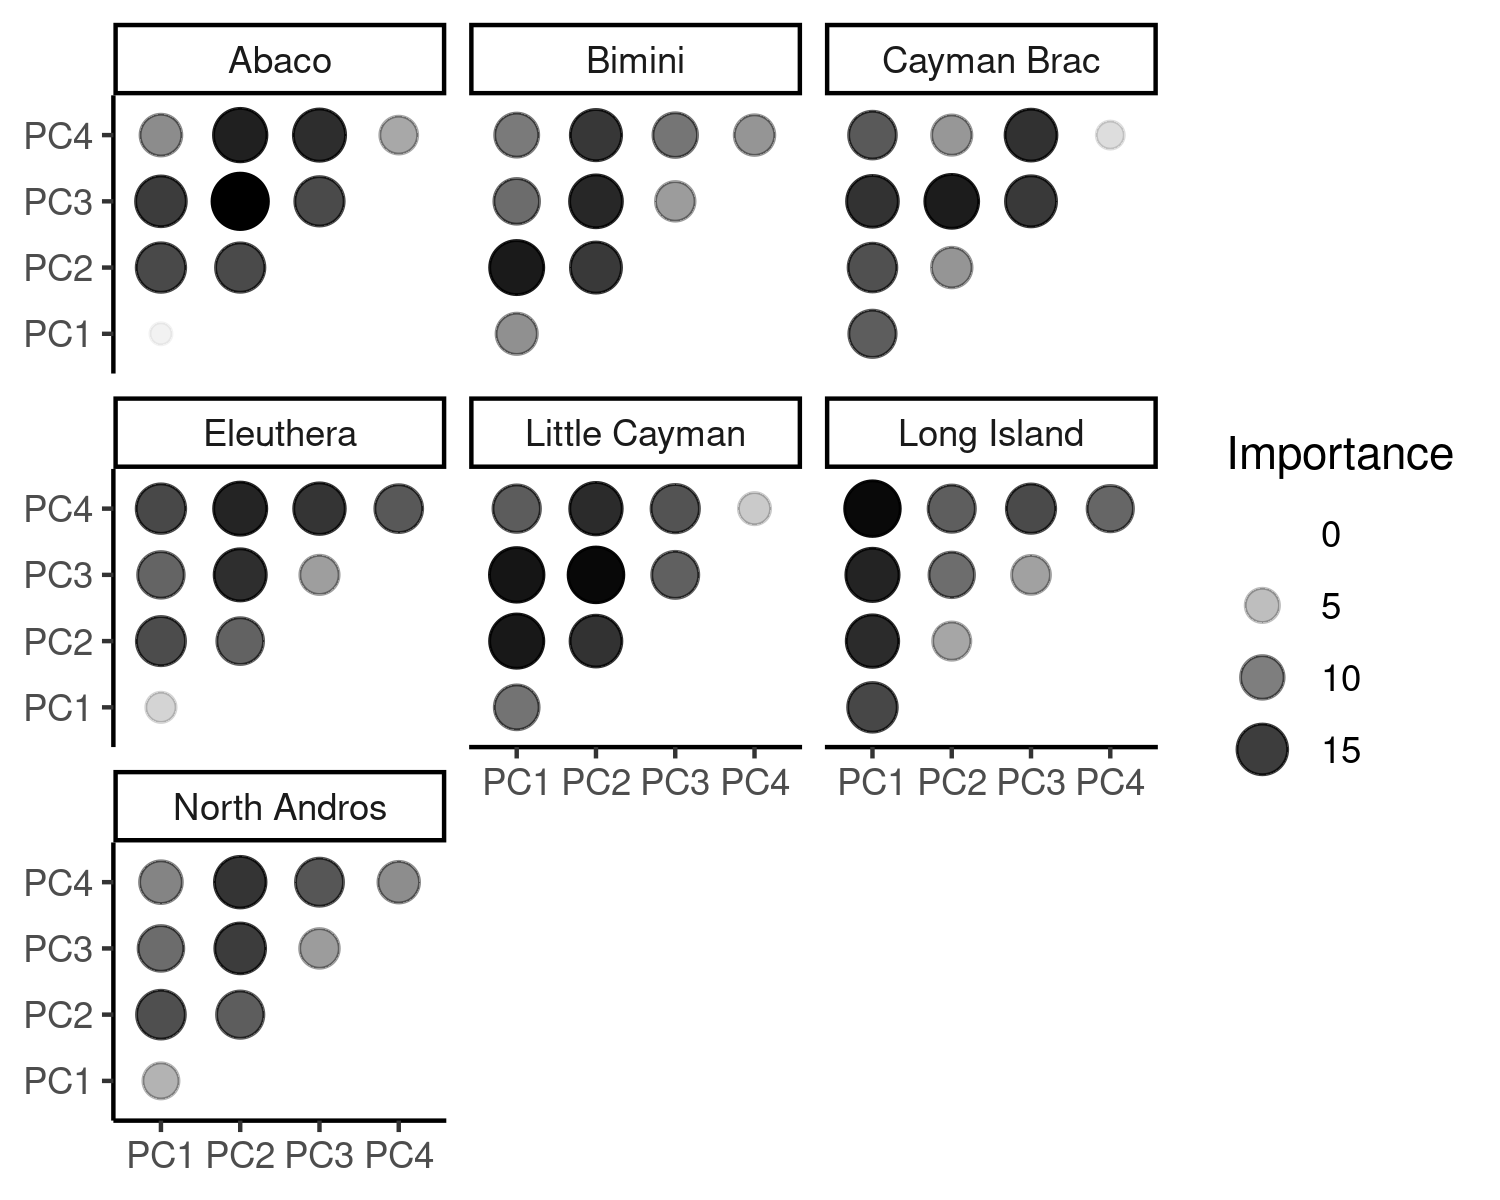 Abaco Bimini Cayman Brac
PC4
PC3
PC2
PC1
Eleuthera Little Cayman Long Island
PC4
PC3
PC2
PC1
PC1 PC2 PC3 PC4 PC1 PC2 PC3 PC4
North Andros
PC4
PC3
PC2
PC1
PC1 PC2 PC3 PC4
Importance
0
5
10
15